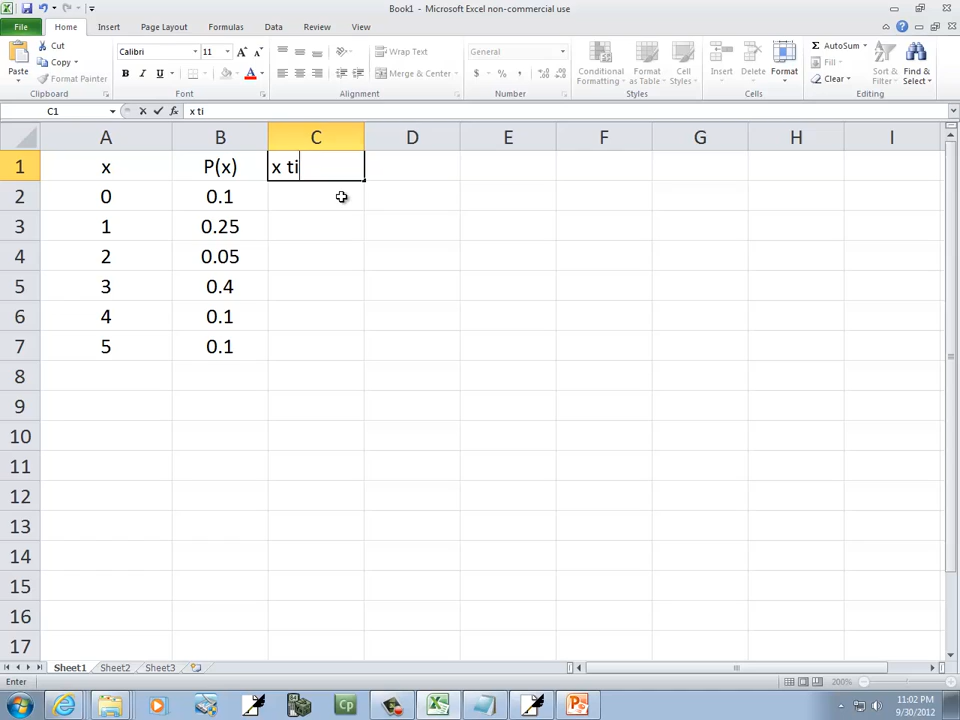 Book1 - Microsoft Excel non-commercial use
File Home Insert Page Layout Formulas Data Review View
Paste
Cut
Copy
Format Painter
Clipboard
Calibri 11
B I U
Font
Wrap Text
Merge & Center
Alignment
General
$ % ,
Number
Conditional Formatting
Format as Table
Cell Styles
Styles
Insert Delete Format
Cells
Σ AutoSum
Fill
Clear
Sort & Filter
Find & Select
Editing
C1 fx x ti
A B C D E F G H I
1 x P(x) x ti
2 0 0.1
3 1 0.25
4 2 0.05
5 3 0.4
6 4 0.1
7 5 0.1
8
9
10
11
12
13
14
15
16
17
Sheet1 Sheet2 Sheet3
Enter 200%
Cp
11:02 PM
9/30/2012